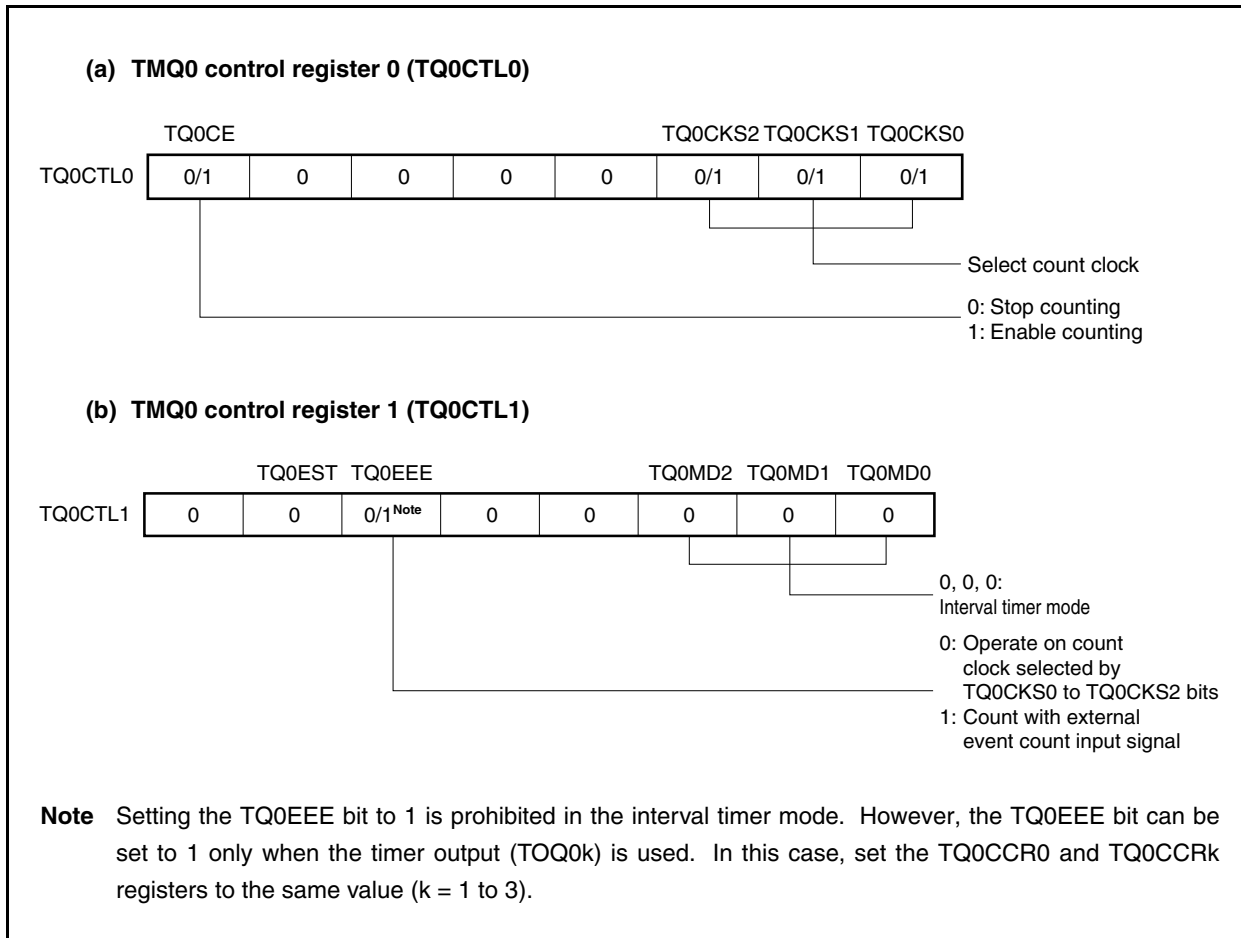 (a) TMQ0 control register 0 (TQ0CTL0)
TQ0CE TQ0CKS2 TQ0CKS1 TQ0CKS0
TQ0CTL0 0/1 0 0 0 0 0/1 0/1 0/1
Select count clock
0: Stop counting
1: Enable counting
(b) TMQ0 control register 1 (TQ0CTL1)
TQ0EST TQ0EEE TQ0MD2 TQ0MD1 TQ0MD0
TQ0CTL1 0 0 0/1Note 0 0 0 0 0
0, 0, 0:
Interval timer mode
0: Operate on count
clock selected by
TQ0CKS0 to TQ0CKS2 bits
1: Count with external
event count input signal
Note Setting the TQ0EEE bit to 1 is prohibited in the interval timer mode. However, the TQ0EEE bit can be
set to 1 only when the timer output (TOQ0k) is used. In this case, set the TQ0CCR0 and TQ0CCRk
registers to the same value (k = 1 to 3).